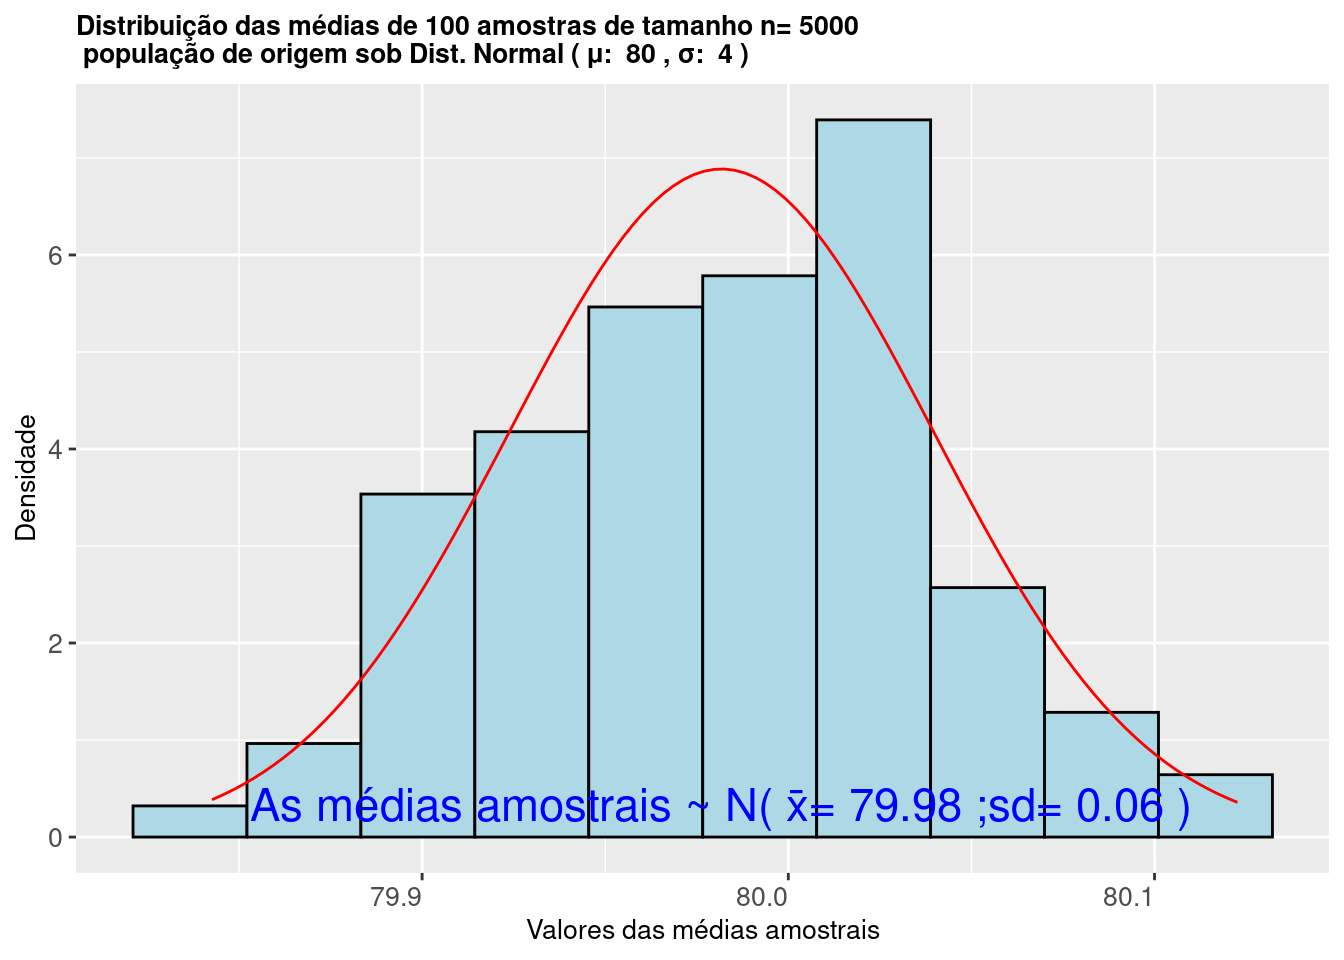 Distribuição das médias de 100 amostras de tamanho n= 5000
população de origem sob Dist. Normal ( μ:  80 , σ:  4 )
Densidade
6
4
2
0
As médias amostrais ~ N( x̄= 79.98 ;sd= 0.06 )
79.9 80.0 80.1
Valores das médias amostrais